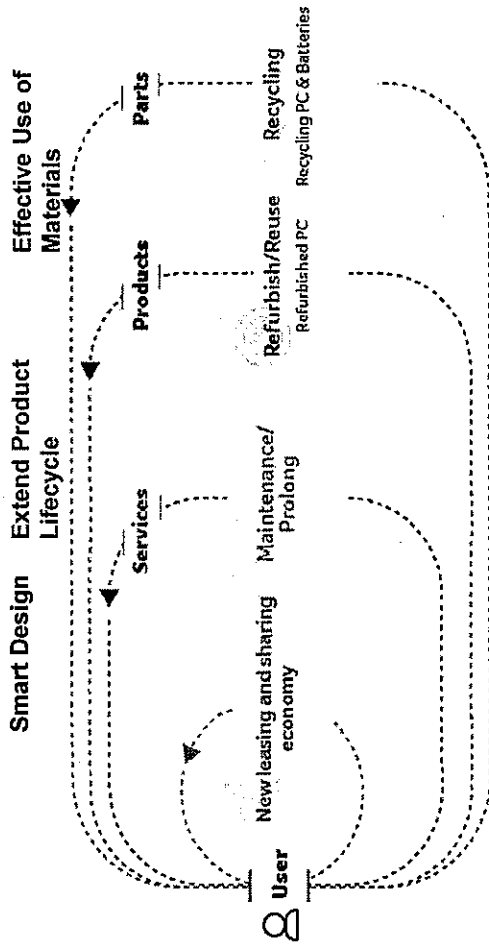 Smart Design
Extend Product
Lifecycle
Effective Use of
Materials
Services
Products
Parts
User
New leasing and sharing
economy
Maintenance/
Prolong
Refurbish/Reuse
Refurbished PC
Recycling
Recycling PC & Batteries